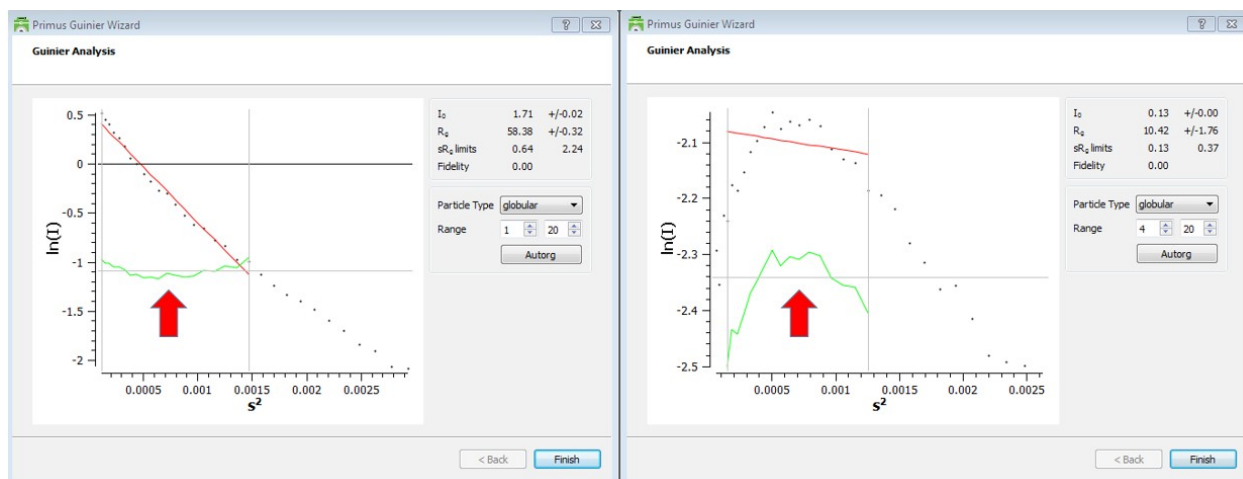 Primus Guinier Wizard
Guinier Analysis
I₀ 1.71 +/-0.02
R₉ 58.38 +/-0.32
sR₉ limits 0.64 2.24
Fidelity 0.00
Particle Type globular
Range 1 20
Autorg
0.5
0
-0.5
-1
-1.5
-2
ln(I)
0.0005 0.001 0.0015 0.002 0.0025
s²
< Back Finish
Primus Guinier Wizard
Guinier Analysis
I₀ 0.13 +/-0.00
R₉ 10.42 +/-1.76
sR₉ limits 0.13 0.37
Fidelity 0.00
Particle Type globular
Range 4 20
Autorg
-2.1
-2.2
-2.3
-2.4
-2.5
ln(I)
0.0005 0.001 0.0015 0.002 0.0025
s²
< Back Finish